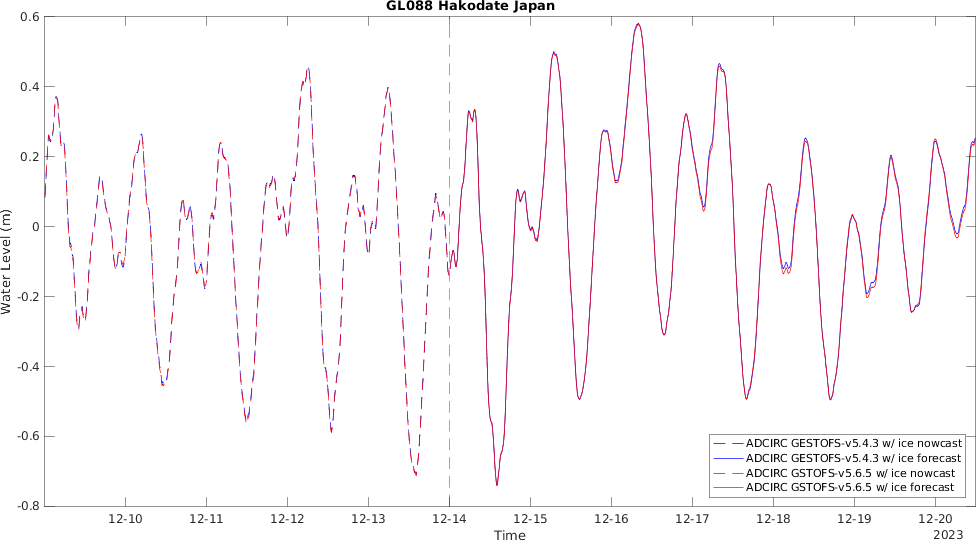 GL088 Hakodate Japan
0.6
0.4
0.2
0
-0.2
-0.4
-0.6
-0.8
Water Level (m)
ADCIRC GESTOFS-v5.4.3 w/ ice nowcast
ADCIRC GESTOFS-v5.4.3 w/ ice forecast
ADCIRC GSTOFS-v5.6.5 w/ ice nowcast
ADCIRC GSTOFS-v5.6.5 w/ ice forecast
12-10 12-11 12-12 12-13 12-14 12-15 12-16 12-17 12-18 12-19 12-20
Time
2023